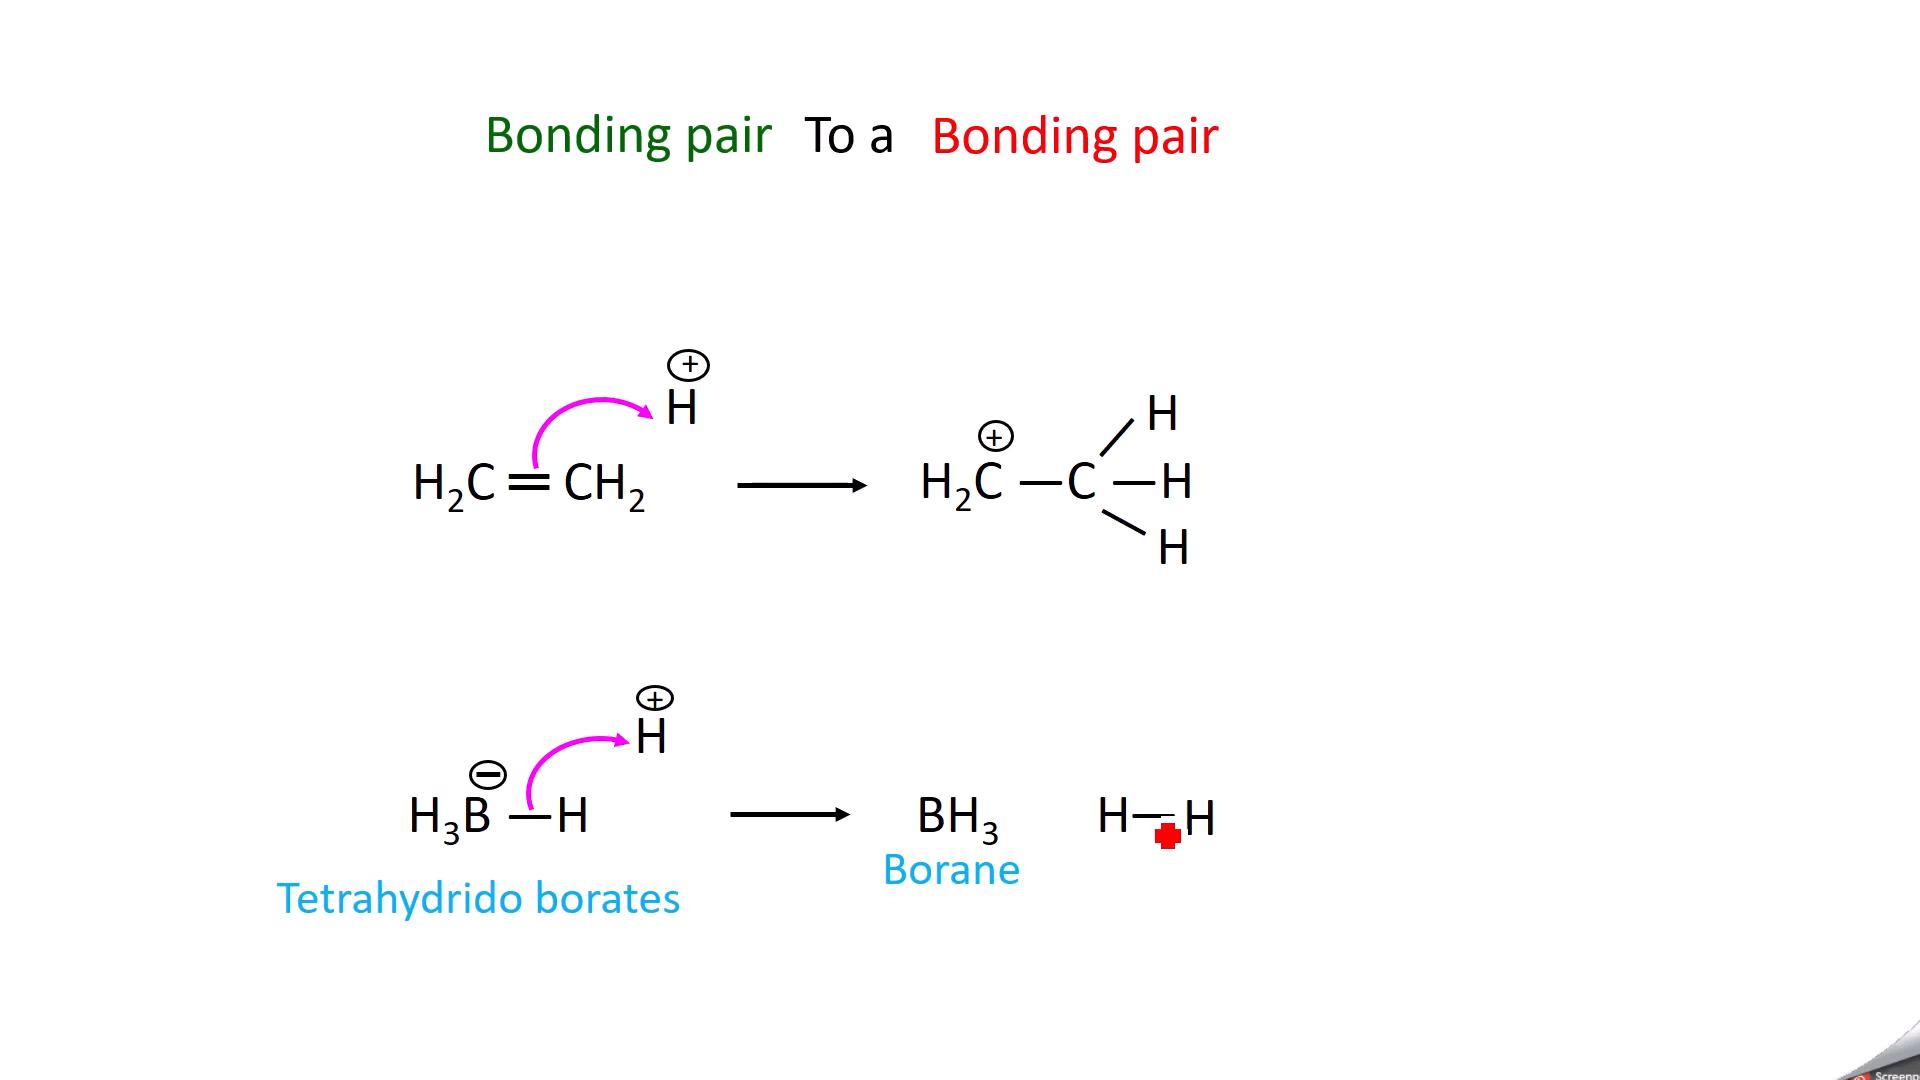 Bonding pair To a Bonding pair
⊕
H
H₂C = CH₂
⊕
H₂C — C — H
H
H
⊕
H
⊖
H₃B — H
BH₃
H — H
Borane
Tetrahydrido borates